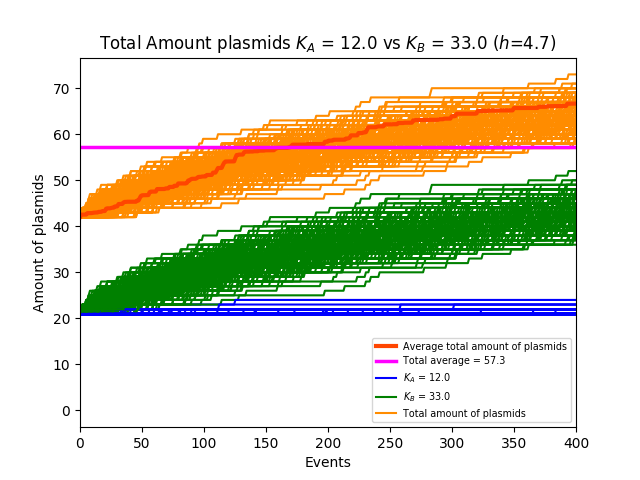 Total Amount plasmids K_A = 12.0 vs K_B = 33.0 (h=4.7)
Amount of plasmids
70
60
50
40
30
20
10
0
Average total amount of plasmids
Total average = 57.3
K_A = 12.0
K_B = 33.0
Total amount of plasmids
0 50 100 150 200 250 300 350 400
Events